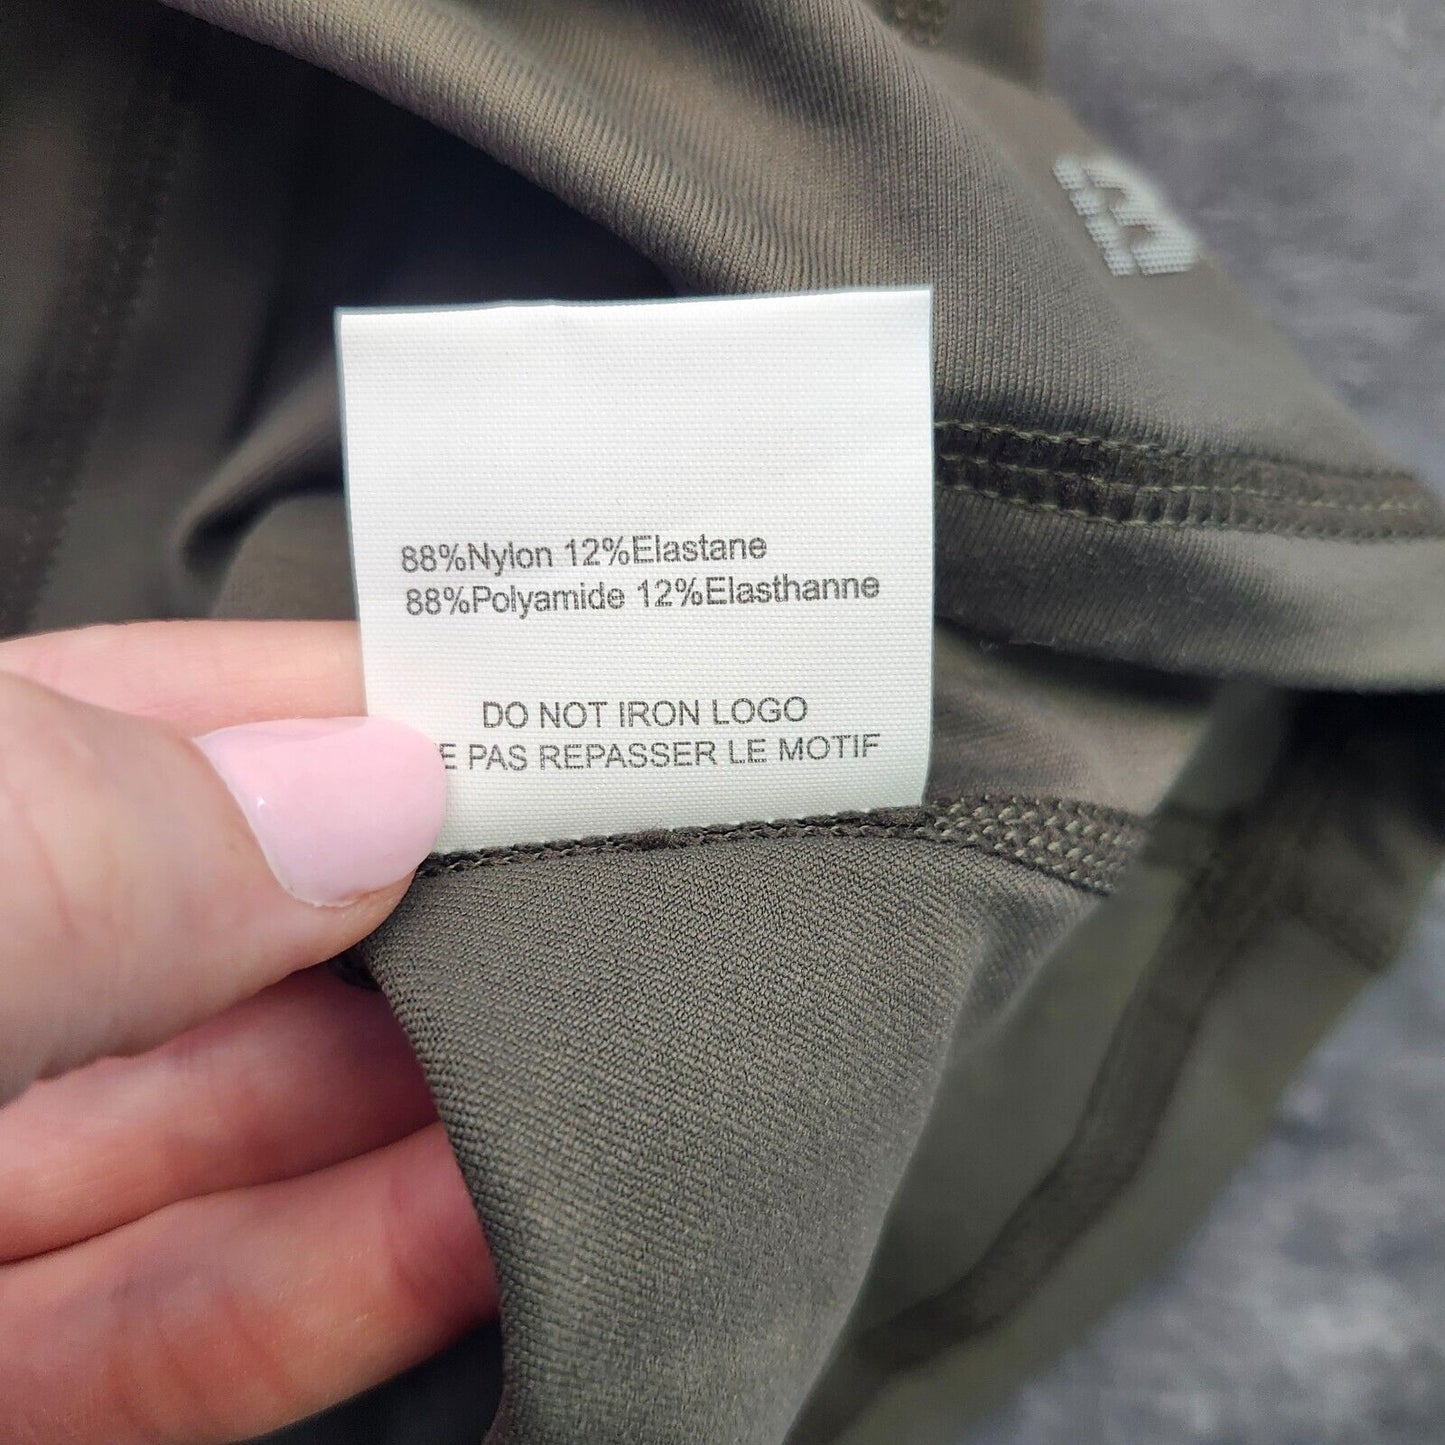 88%Nylon 12%Elastane
88%Polyamide 12%Elasthanne
DO NOT IRON LOGO
PAS REPASSER LE MOTIF